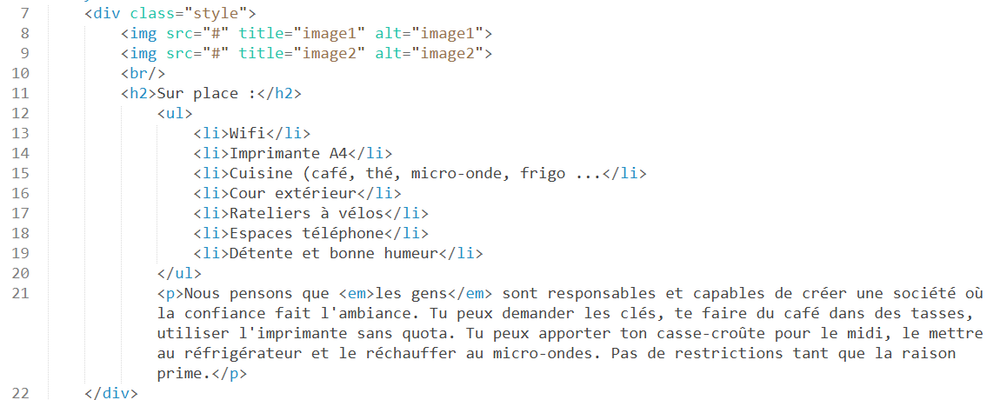 7 <div class="style">
8 <img src="#" title="image1" alt="image1">
9 <img src="#" title="image2" alt="image2">
10 <br/>
11 <h2>Sur place :</h2>
12 <ul>
13 <li>Wifi</li>
14 <li>Imprimante A4</li>
15 <li>Cuisine (café, thé, micro-onde, frigo ...</li>
16 <li>Cour extérieur</li>
17 <li>Rateliers à vélos</li>
18 <li>Espaces téléphone</li>
19 <li>Détente et bonne humeur</li>
20 </ul>
21 <p>Nous pensons que <em>les gens</em> sont responsables et capables de créer une société où
la confiance fait l'ambiance. Tu peux demander les clés, te faire du café dans des tasses,
utiliser l'imprimante sans quota. Tu peux apporter ton casse-croûte pour le midi, le mettre
au réfrigérateur et le réchauffer au micro-ondes. Pas de restrictions tant que la raison
prime.</p>
22 </div>